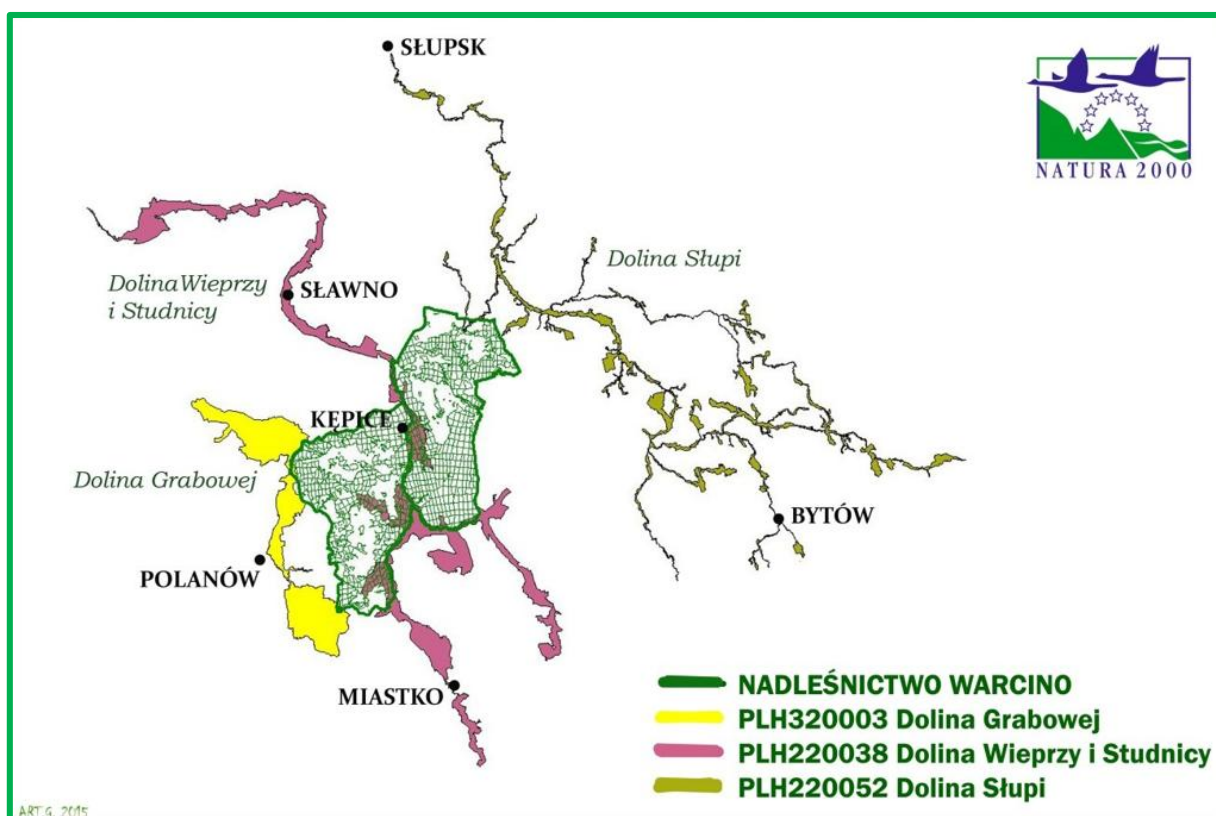 SŁUPSK
NATURA 2000
Dolina Wieprzy
i Studnicy
SŁAWNO
Dolina Słupi
KĘPICE
Dolina Grabowej
BYTÓW
POLANÓW
MIASTKO
NADLEŚNICTWO WARCINO
PLH320003 Dolina Grabowej
PLH220038 Dolina Wieprzy i Studnicy
PLH220052 Dolina Słupi
ART.G. 2015